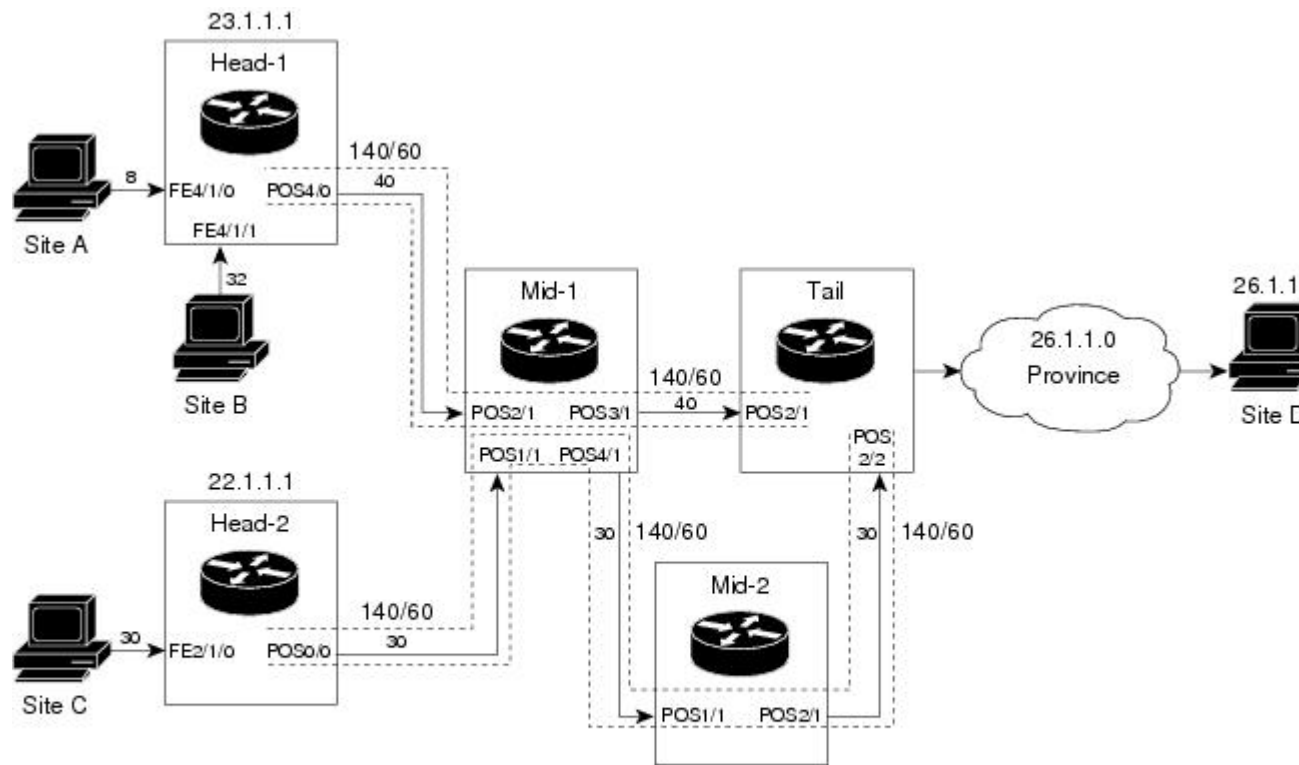 23.1.1.1
Head-1
140/60
8
FE4/1/0
POS4/0
40
Site A
FE4/1/1
32
Site B
Mid-1
Tail
26.1.1.0
Province
26.1.1
140/60
POS2/1
POS3/1
40
POS2/1
Site D
POS1/1
POS4/1
POS
2/2
22.1.1.1
Head-2
30
140/60
30
140/60
Mid-2
140/60
30
FE2/1/0
POS0/0
30
Site C
POS1/1
POS2/1